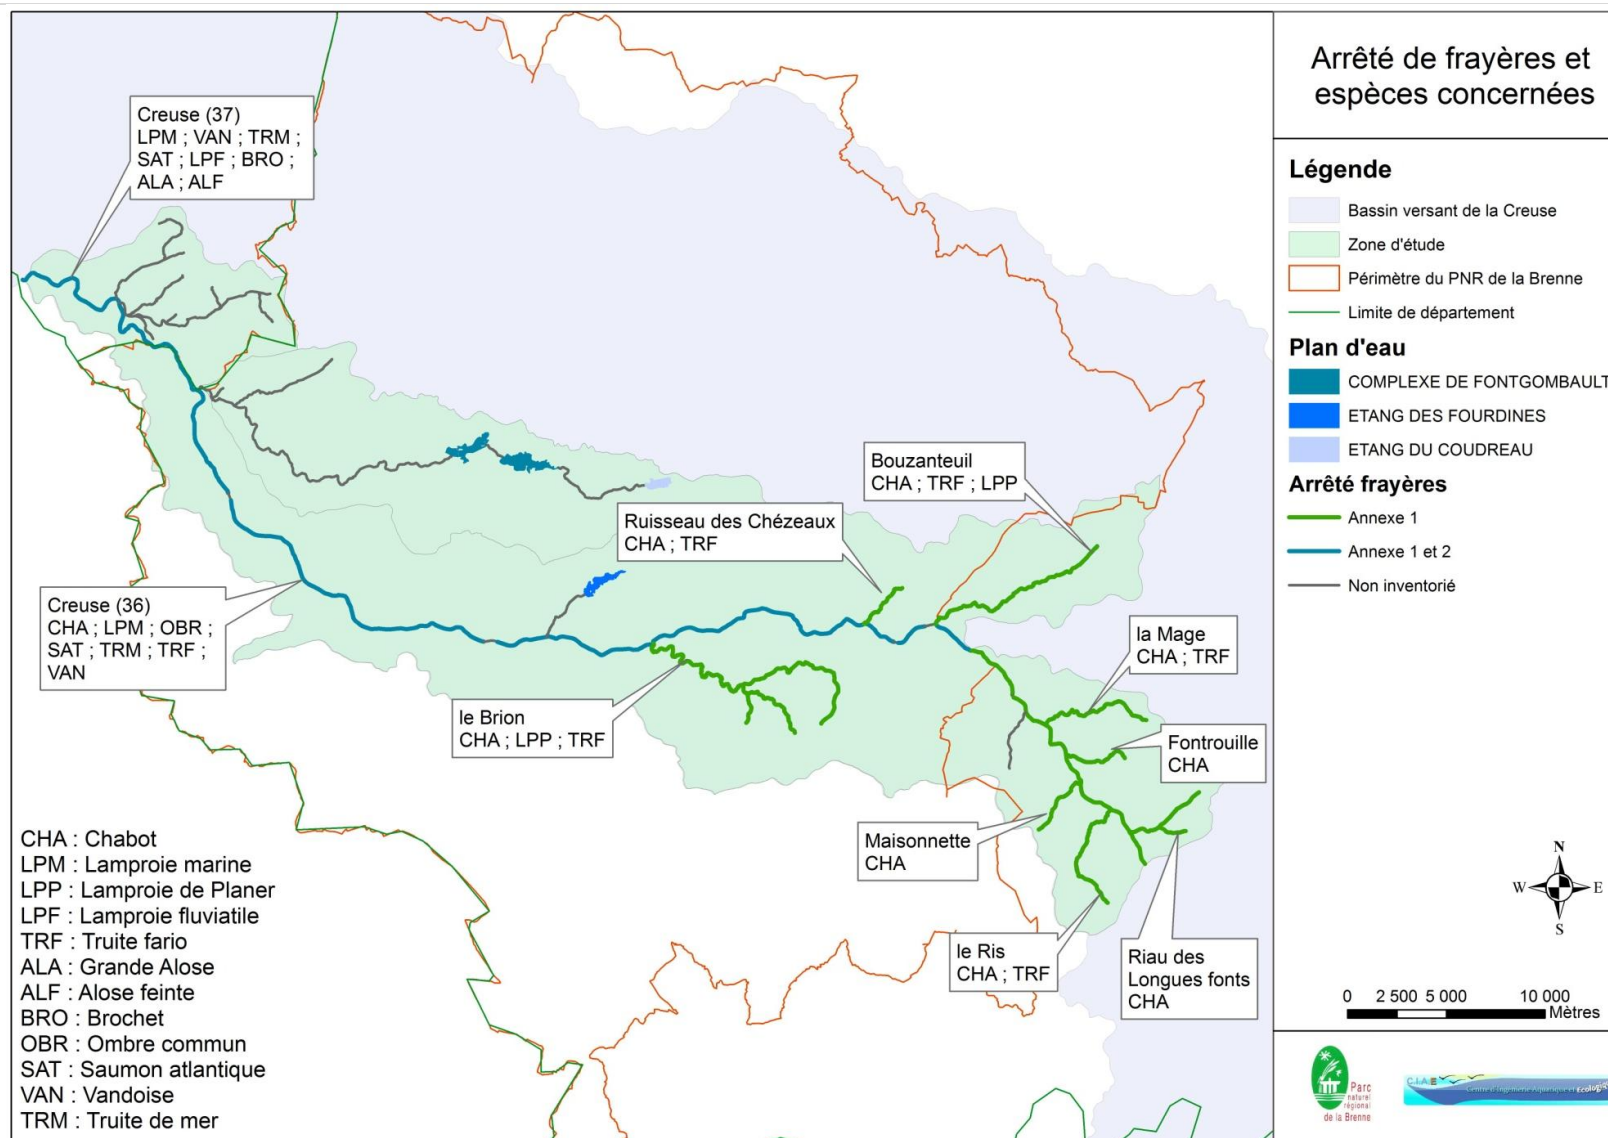 Arrêté de frayères et
espèces concernées
Creuse (37)
LPM ; VAN ; TRM ;
SAT ; LPF ; BRO ;
ALA ; ALF
Légende
Bassin versant de la Creuse
Zone d'étude
Périmètre du PNR de la Brenne
Limite de département
Plan d'eau
COMPLEXE DE FONTGOMBAULT
ETANG DES FOURDINES
ETANG DU COUDREAU
Arrêté frayères
Annexe 1
Annexe 1 et 2
Non inventorié
Bouzanteuil
CHA ; TRF ; LPP
Ruisseau des Chézeaux
CHA ; TRF
Creuse (36)
CHA ; LPM ; OBR ;
SAT ; TRM ; TRF ;
VAN
la Mage
CHA ; TRF
le Brion
CHA ; LPP ; TRF
Fontrouille
CHA
Maisonnette
CHA
le Ris
CHA ; TRF
Riau des
Longues fonts
CHA
CHA : Chabot
LPM : Lamproie marine
LPP : Lamproie de Planer
LPF : Lamproie fluviatile
TRF : Truite fario
ALA : Grande Alose
ALF : Alose feinte
BRO : Brochet
OBR : Ombre commun
SAT : Saumon atlantique
VAN : Vandoise
TRM : Truite de mer
N
W E
S
0 2 500 5 000 10 000
Mètres
Parc
naturel
régional
de la Brenne
C.I.A.E
Centre d'Ingénierie Aquatique et Ecologiq